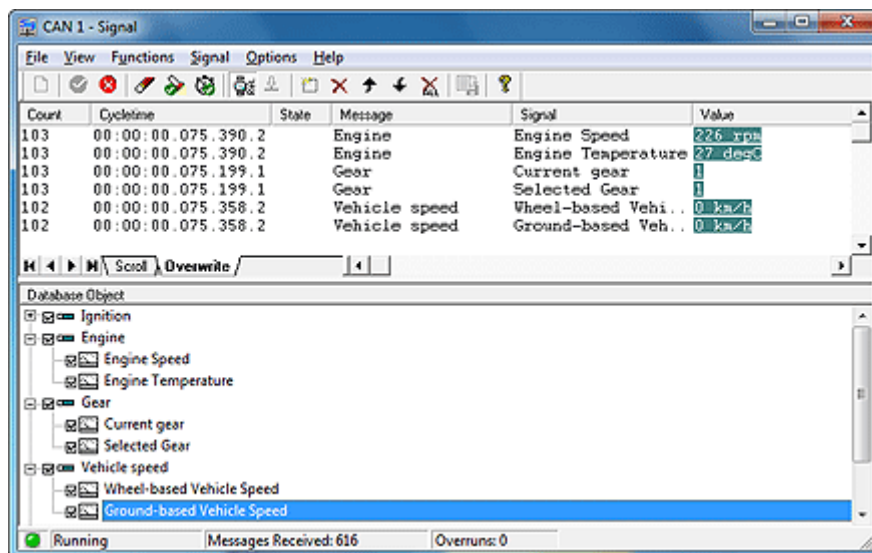 CAN 1 - Signal
File View Functions Signal Options Help
Count Cycletime State Message Signal Value
103 00:00:00.075.390.2 Engine Engine Speed 226 rpm
103 00:00:00.075.390.2 Engine Engine Temperature 27 degC
103 00:00:00.075.199.1 Gear Current gear 1
103 00:00:00.075.199.1 Gear Selected Gear 1
102 00:00:00.075.358.2 Vehicle speed Wheel-based Vehi.. 0 km/h
102 00:00:00.075.358.2 Vehicle speed Ground-based Veh.. 0 km/h
Scroll Overwrite
Database Object
Ignition
Engine
Engine Speed
Engine Temperature
Gear
Current gear
Selected Gear
Vehicle speed
Wheel-based Vehicle Speed
Ground-based Vehicle Speed
Running Messages Received: 616 Overruns: 0